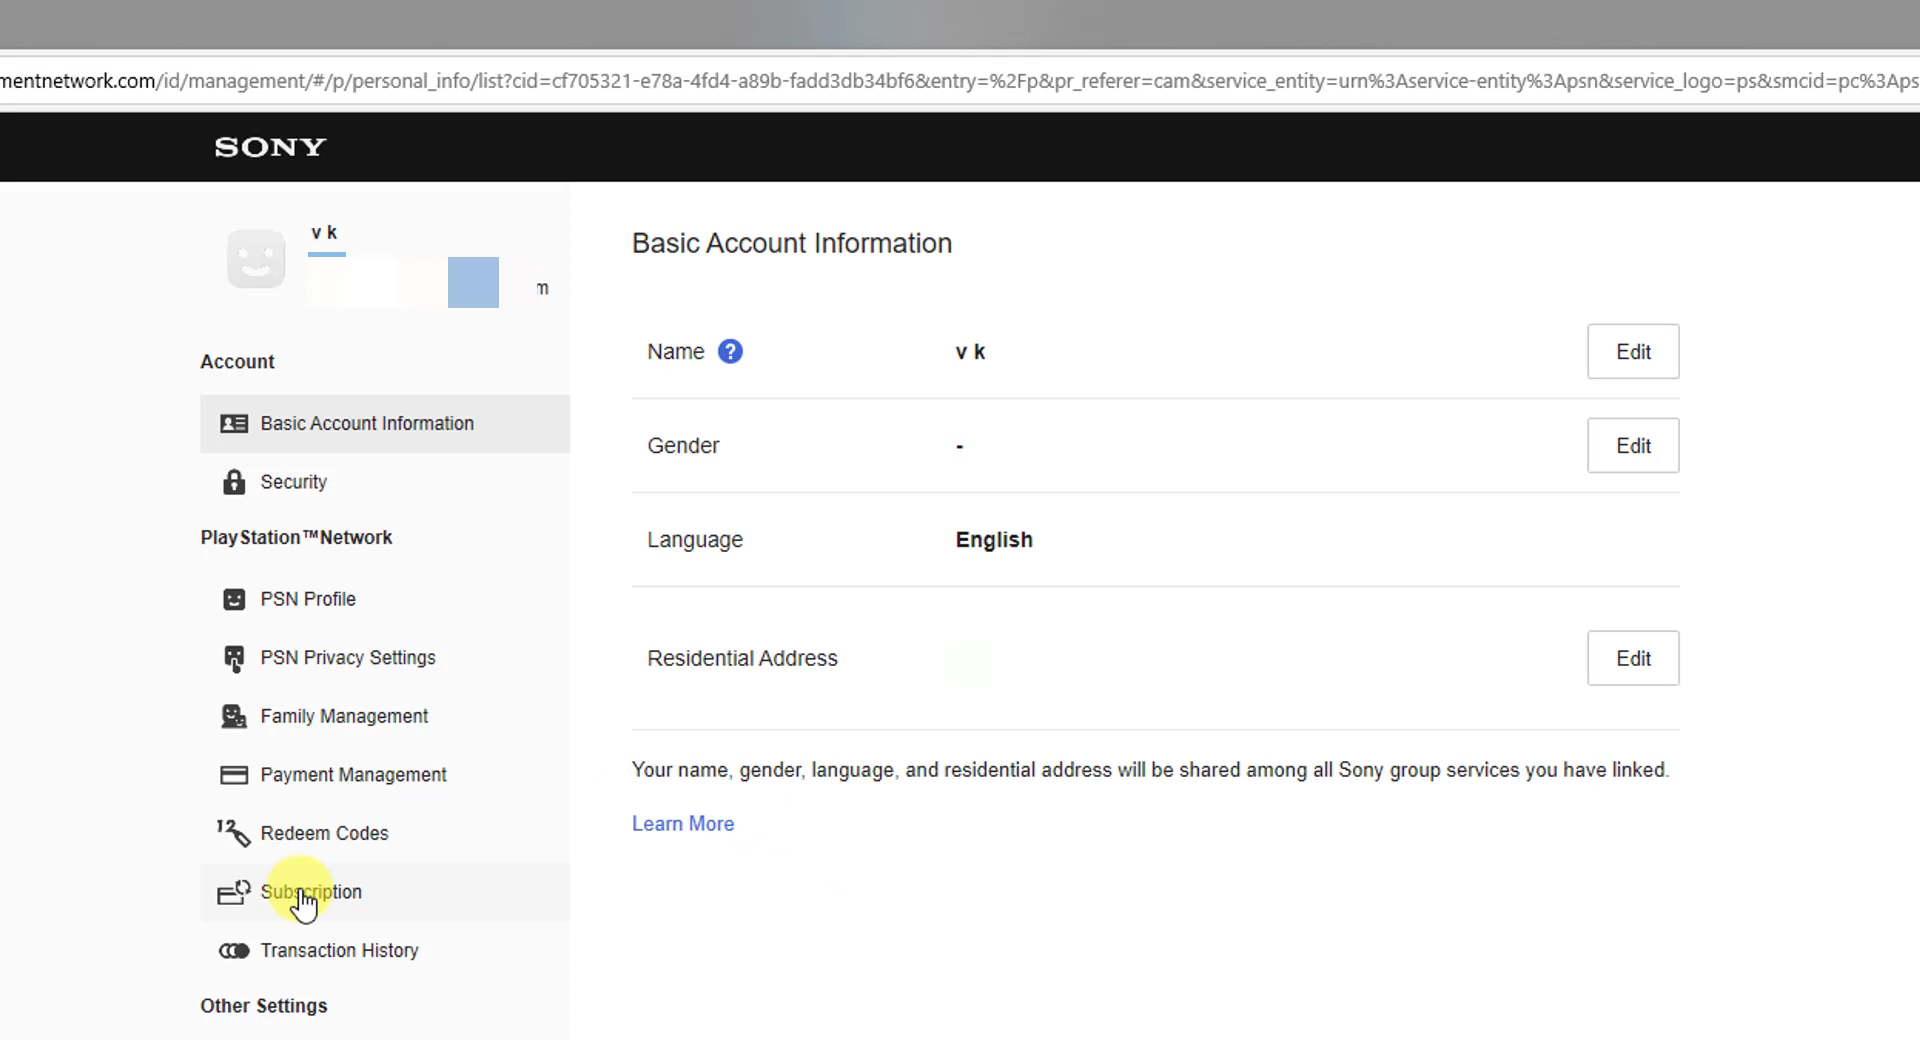 mentnetwork.com/id/management/#/p/personal_info/list?cid=cf705321-e78a-4fd4-a89b-fadd3db34bf6&entry=%2Fp&pr_referer=cam&service_entity=urn%3Aservice-entity%3Apsn&service_logo=ps&smcid=pc%3Aps
SONY
v k
m
Account
Basic Account Information
Security
PlayStation™Network
PSN Profile
PSN Privacy Settings
Family Management
Payment Management
Redeem Codes
Subscription
Transaction History
Other Settings
Basic Account Information
Name ? v k Edit
Gender - Edit
Language English
Residential Address Edit
Your name, gender, language, and residential address will be shared among all Sony group services you have linked.
Learn More